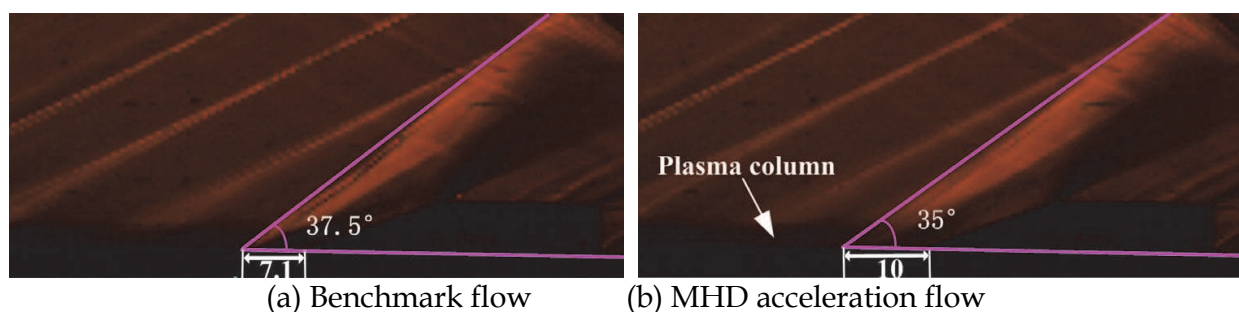 37.5°
7.1
Plasma column
35°
10
(a) Benchmark flow
(b) MHD acceleration flow